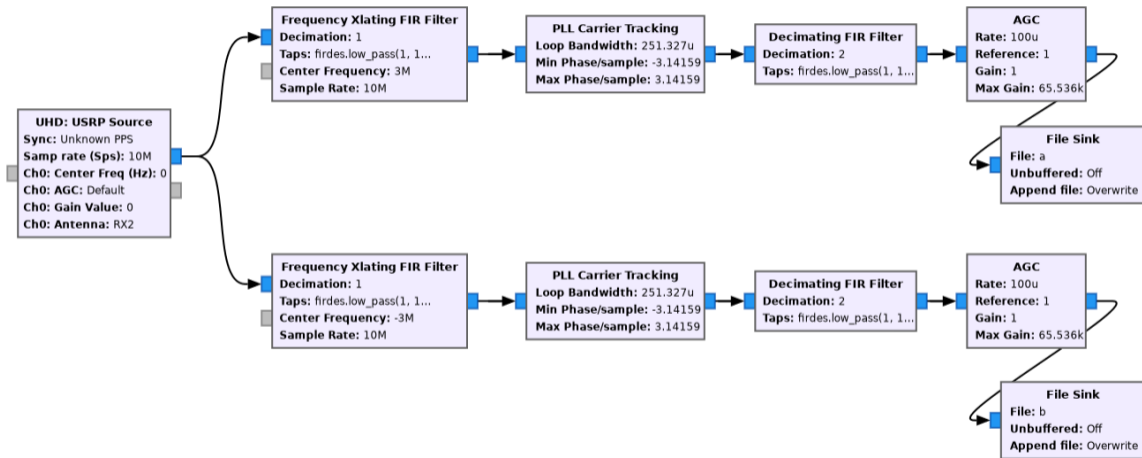 UHD: USRP Source
Sync: Unknown PPS
Samp rate (Sps): 10M
Ch0: Center Freq (Hz): 0
Ch0: AGC: Default
Ch0: Gain Value: 0
Ch0: Antenna: RX2
Frequency Xlating FIR Filter
Decimation: 1
Taps: firdes.low_pass(1, 1...
Center Frequency: 3M
Sample Rate: 10M
PLL Carrier Tracking
Loop Bandwidth: 251.327u
Min Phase/sample: -3.14159
Max Phase/sample: 3.14159
Decimating FIR Filter
Decimation: 2
Taps: firdes.low_pass(1, 1...
AGC
Rate: 100u
Reference: 1
Gain: 1
Max Gain: 65.536k
File Sink
File: a
Unbuffered: Off
Append file: Overwrite
Frequency Xlating FIR Filter
Decimation: 1
Taps: firdes.low_pass(1, 1...
Center Frequency: -3M
Sample Rate: 10M
PLL Carrier Tracking
Loop Bandwidth: 251.327u
Min Phase/sample: -3.14159
Max Phase/sample: 3.14159
Decimating FIR Filter
Decimation: 2
Taps: firdes.low_pass(1, 1...
AGC
Rate: 100u
Reference: 1
Gain: 1
Max Gain: 65.536k
File Sink
File: b
Unbuffered: Off
Append file: Overwrite